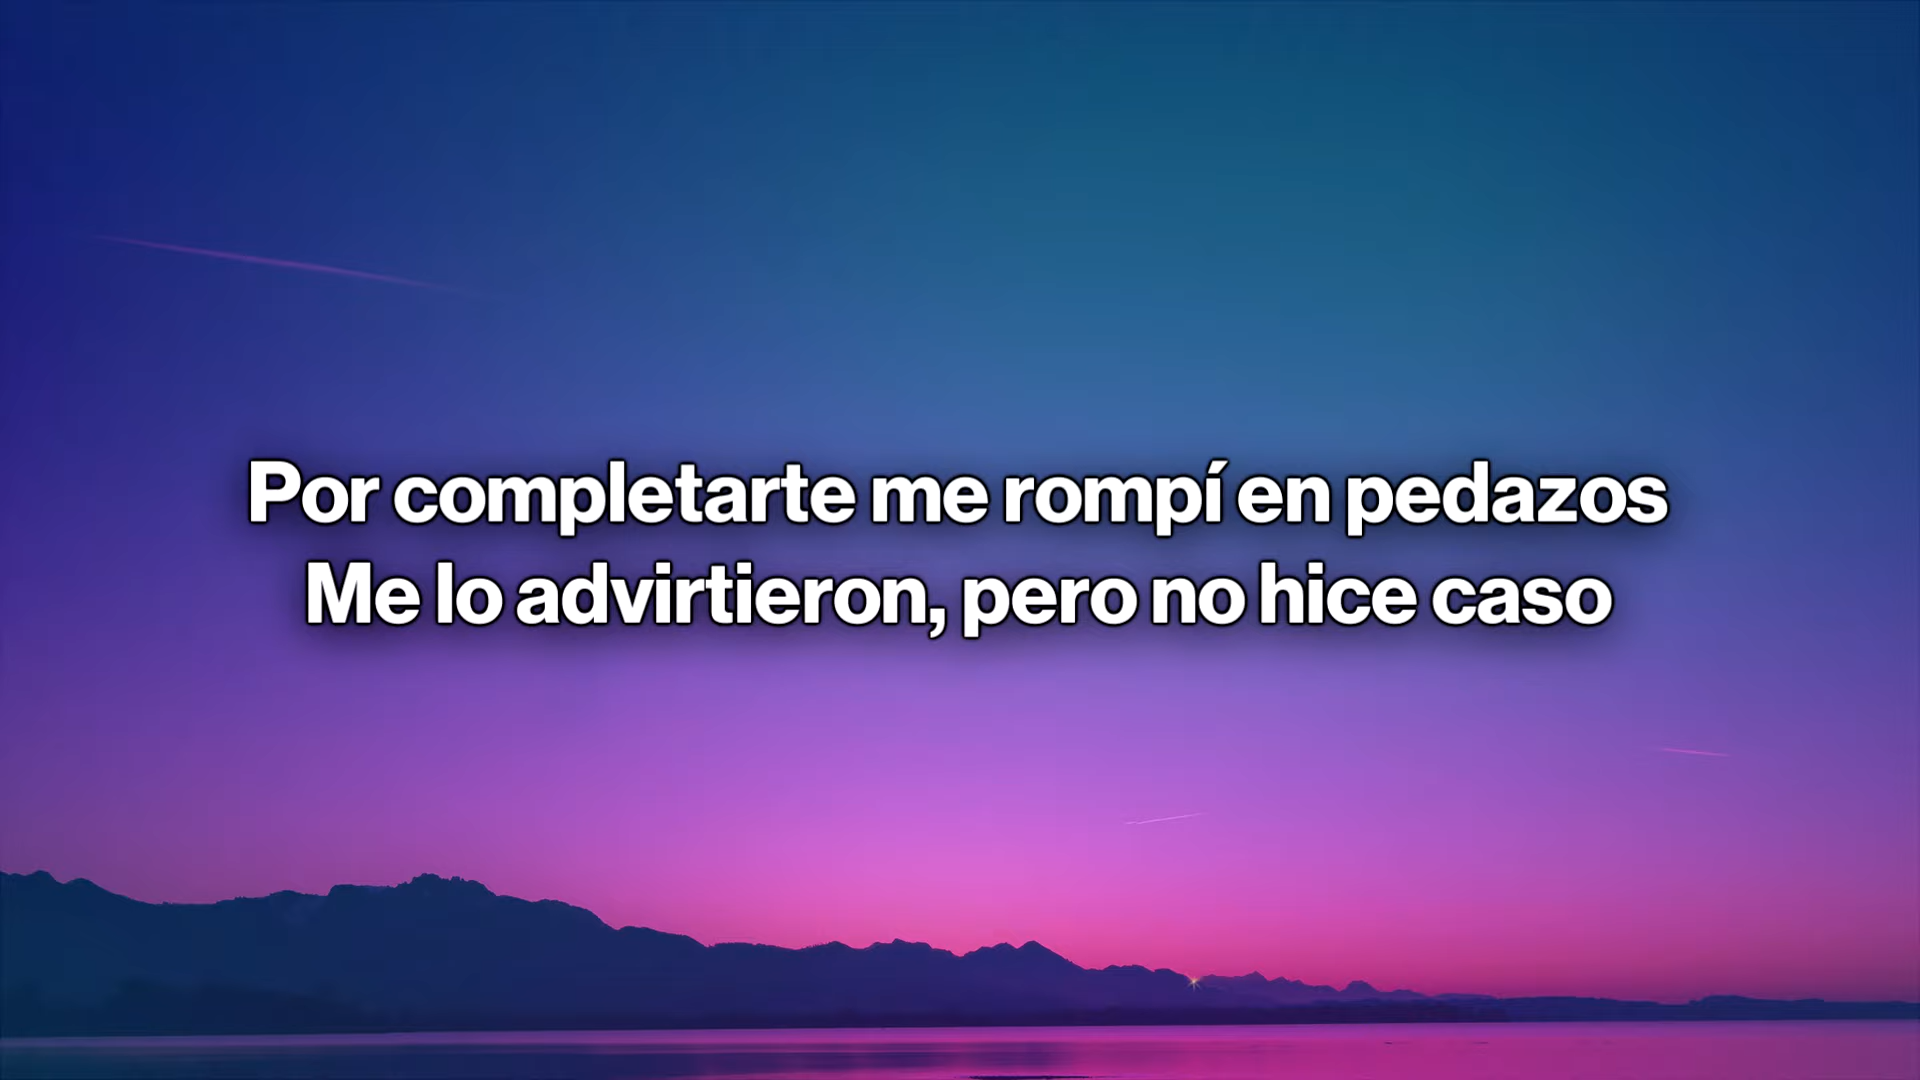 Por completarte me rompí en pedazos
Me lo advirtieron, pero no hice caso